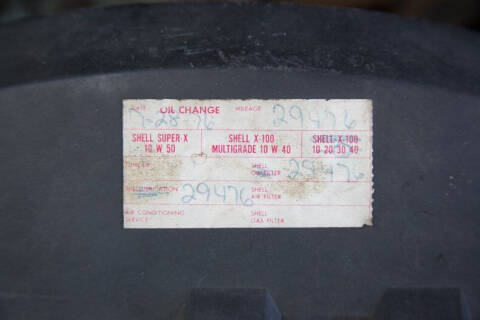 DATE OIL CHANGE MILEAGE 29476
7-28-76
SHELL SUPER-X SHELL X-100 SHELL X-100
10 W 50 MULTIGRADE 10 W 40 10 20 30 40
SHELL
OIL FILTER 29476
LUBRICATION 29476 SHELL
AIR FILTER
AIR CONDITIONING SHELL
SERVICE GAS FILTER